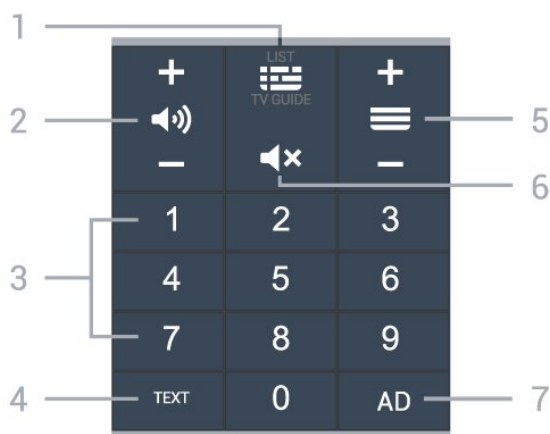 1
LIST
TV GUIDE
+ +
2 5
− −
6
1 2 3
3
4 5 6
7 8 9
4 TEXT 0 AD 7